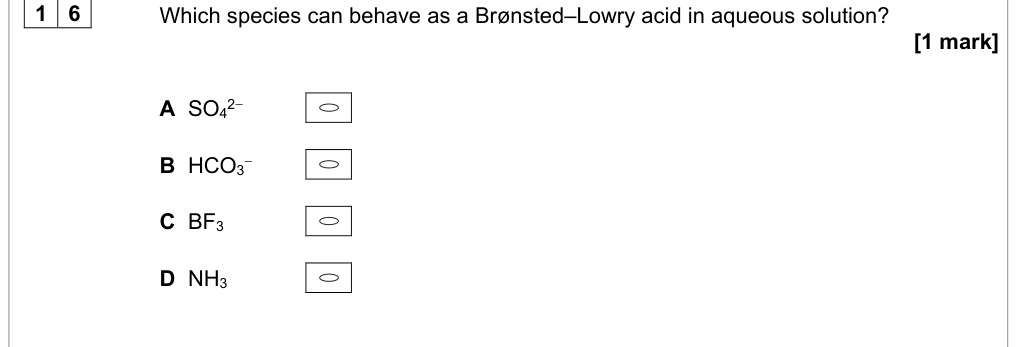 1 6 Which species can behave as a Brønsted–Lowry acid in aqueous solution?
[1 mark]
A SO₄²⁻
B HCO₃⁻
C BF₃
D NH₃